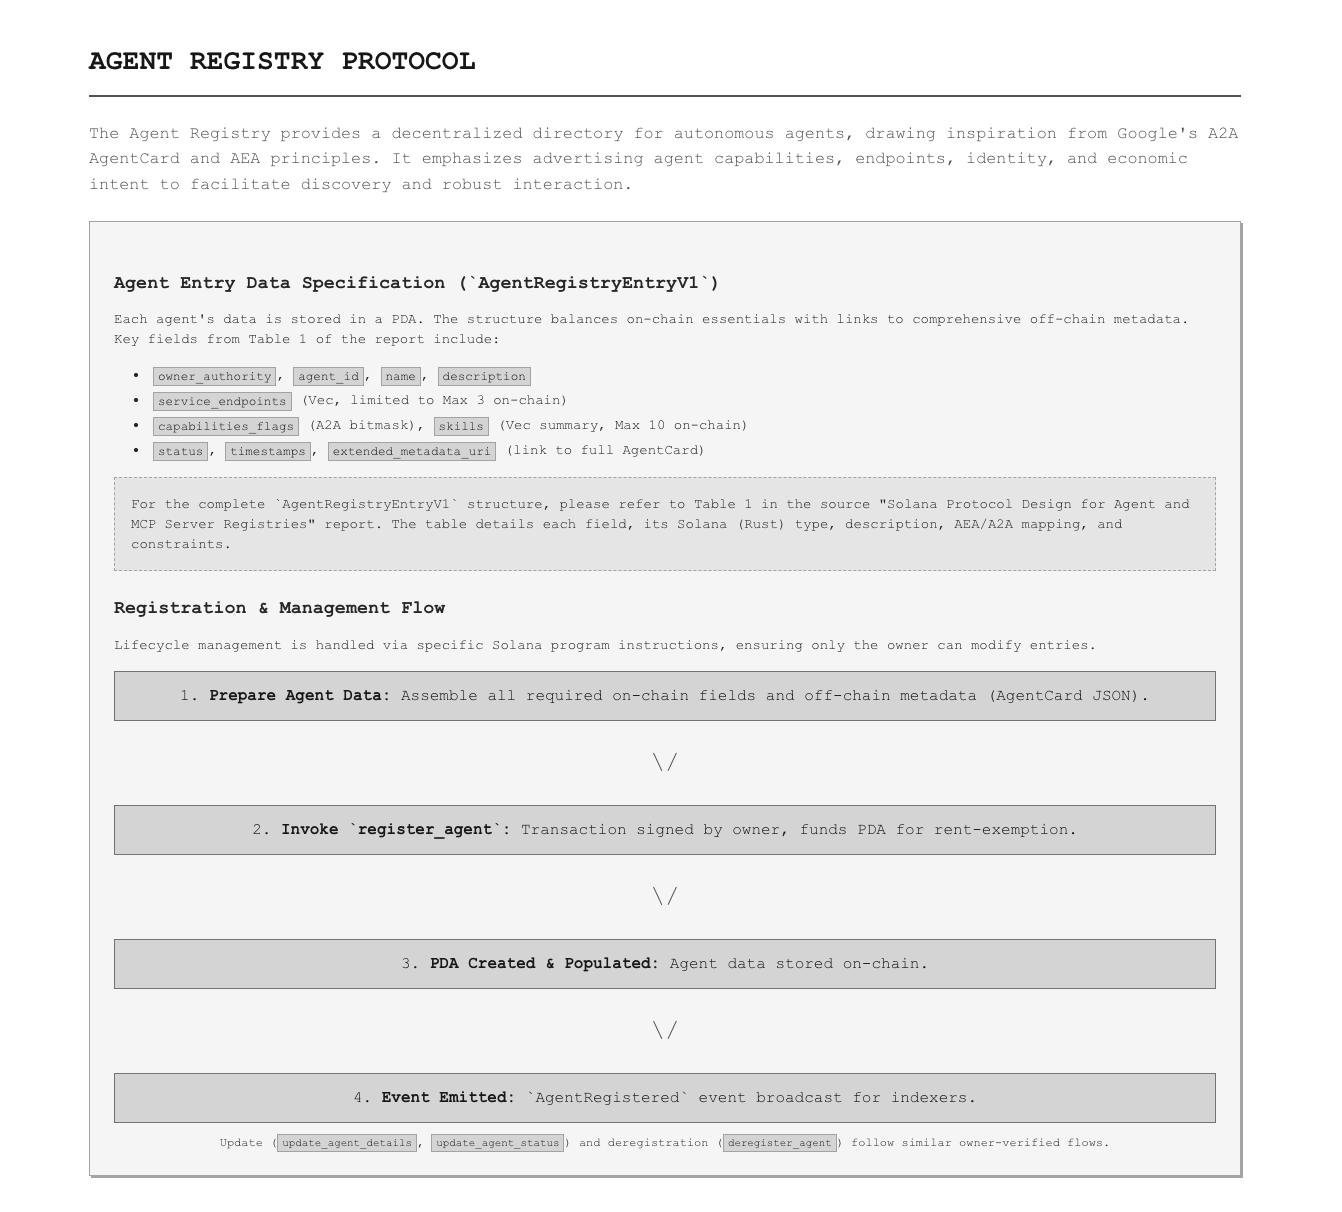 AGENT REGISTRY PROTOCOL
The Agent Registry provides a decentralized directory for autonomous agents, drawing inspiration from Google's A2A
AgentCard and AEA principles. It emphasizes advertising agent capabilities, endpoints, identity, and economic
intent to facilitate discovery and robust interaction.
Agent Entry Data Specification (`AgentRegistryEntryV1`)
Each agent's data is stored in a PDA. The structure balances on-chain essentials with links to comprehensive off-chain metadata.
Key fields from Table 1 of the report include:
• owner_authority, agent_id, name, description
• service_endpoints (Vec, limited to Max 3 on-chain)
• capabilities_flags (A2A bitmask), skills (Vec summary, Max 10 on-chain)
• status, timestamps, extended_metadata_uri (link to full AgentCard)
For the complete `AgentRegistryEntryV1` structure, please refer to Table 1 in the source "Solana Protocol Design for Agent and
MCP Server Registries" report. The table details each field, its Solana (Rust) type, description, AEA/A2A mapping, and
constraints.
Registration & Management Flow
Lifecycle management is handled via specific Solana program instructions, ensuring only the owner can modify entries.
1. Prepare Agent Data: Assemble all required on-chain fields and off-chain metadata (AgentCard JSON).
\/
2. Invoke `register_agent`: Transaction signed by owner, funds PDA for rent-exemption.
\/
3. PDA Created & Populated: Agent data stored on-chain.
\/
4. Event Emitted: `AgentRegistered` event broadcast for indexers.
Update (update_agent_details, update_agent_status) and deregistration (deregister_agent) follow similar owner-verified flows.